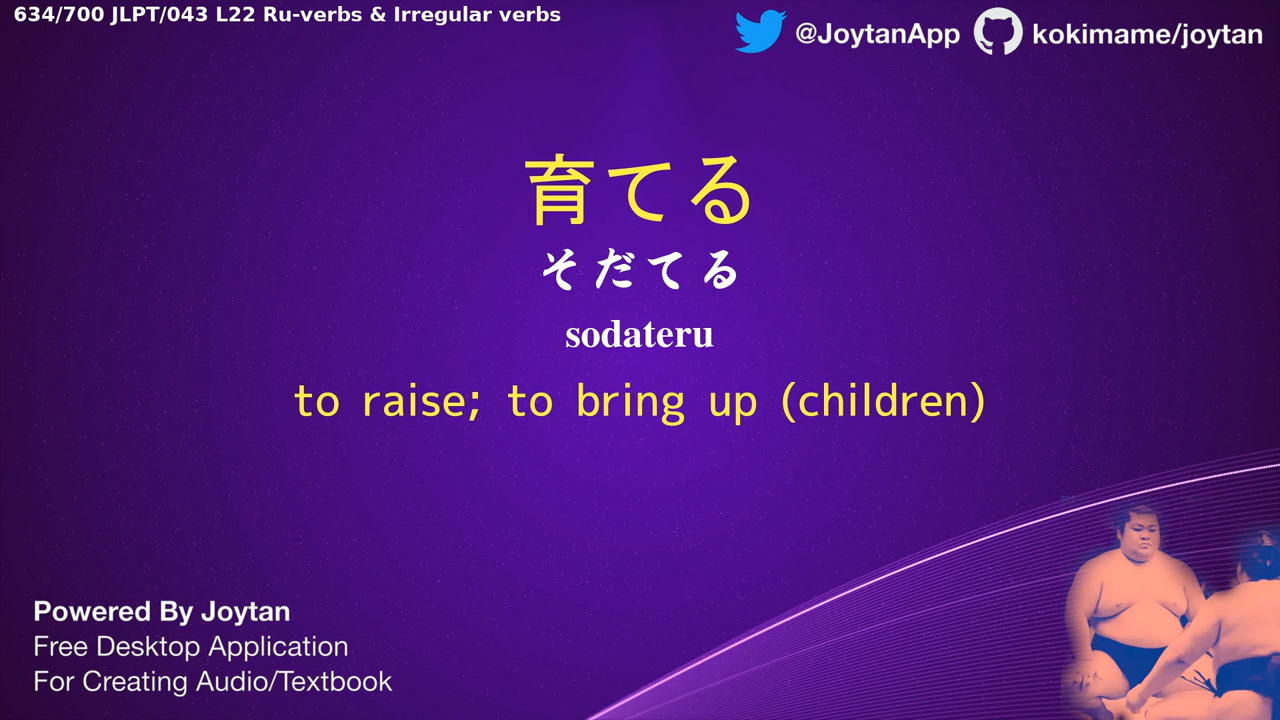 634/700 JLPT/043 L22 Ru-verbs & Irregular verbs
@JoytanApp kokimame/joytan
育てる
そだてる
sodateru
to raise; to bring up (children)
Powered By Joytan
Free Desktop Application
For Creating Audio/Textbook